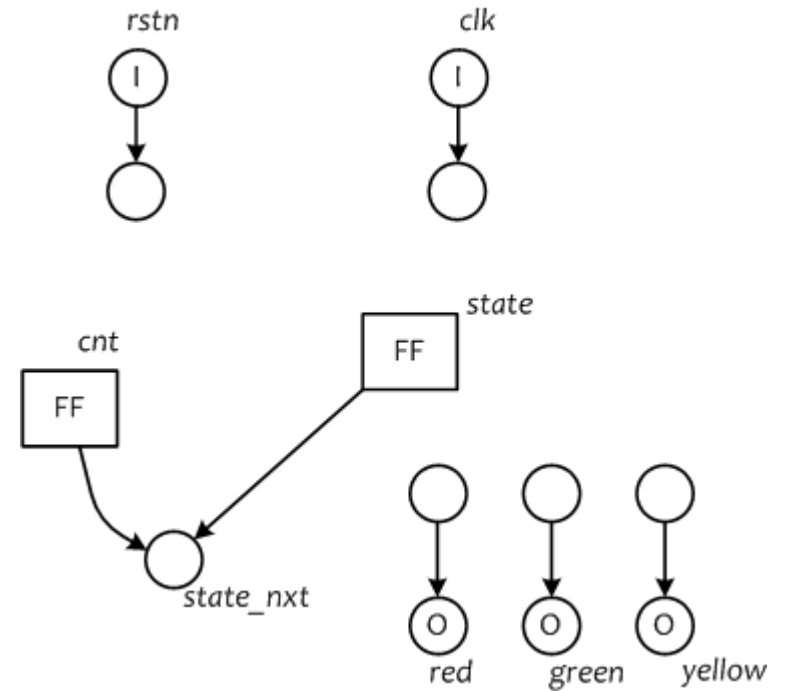 rstn
clk
I
I
state
FF
cnt
FF
state_nxt
O
O
O
red
green
yellow